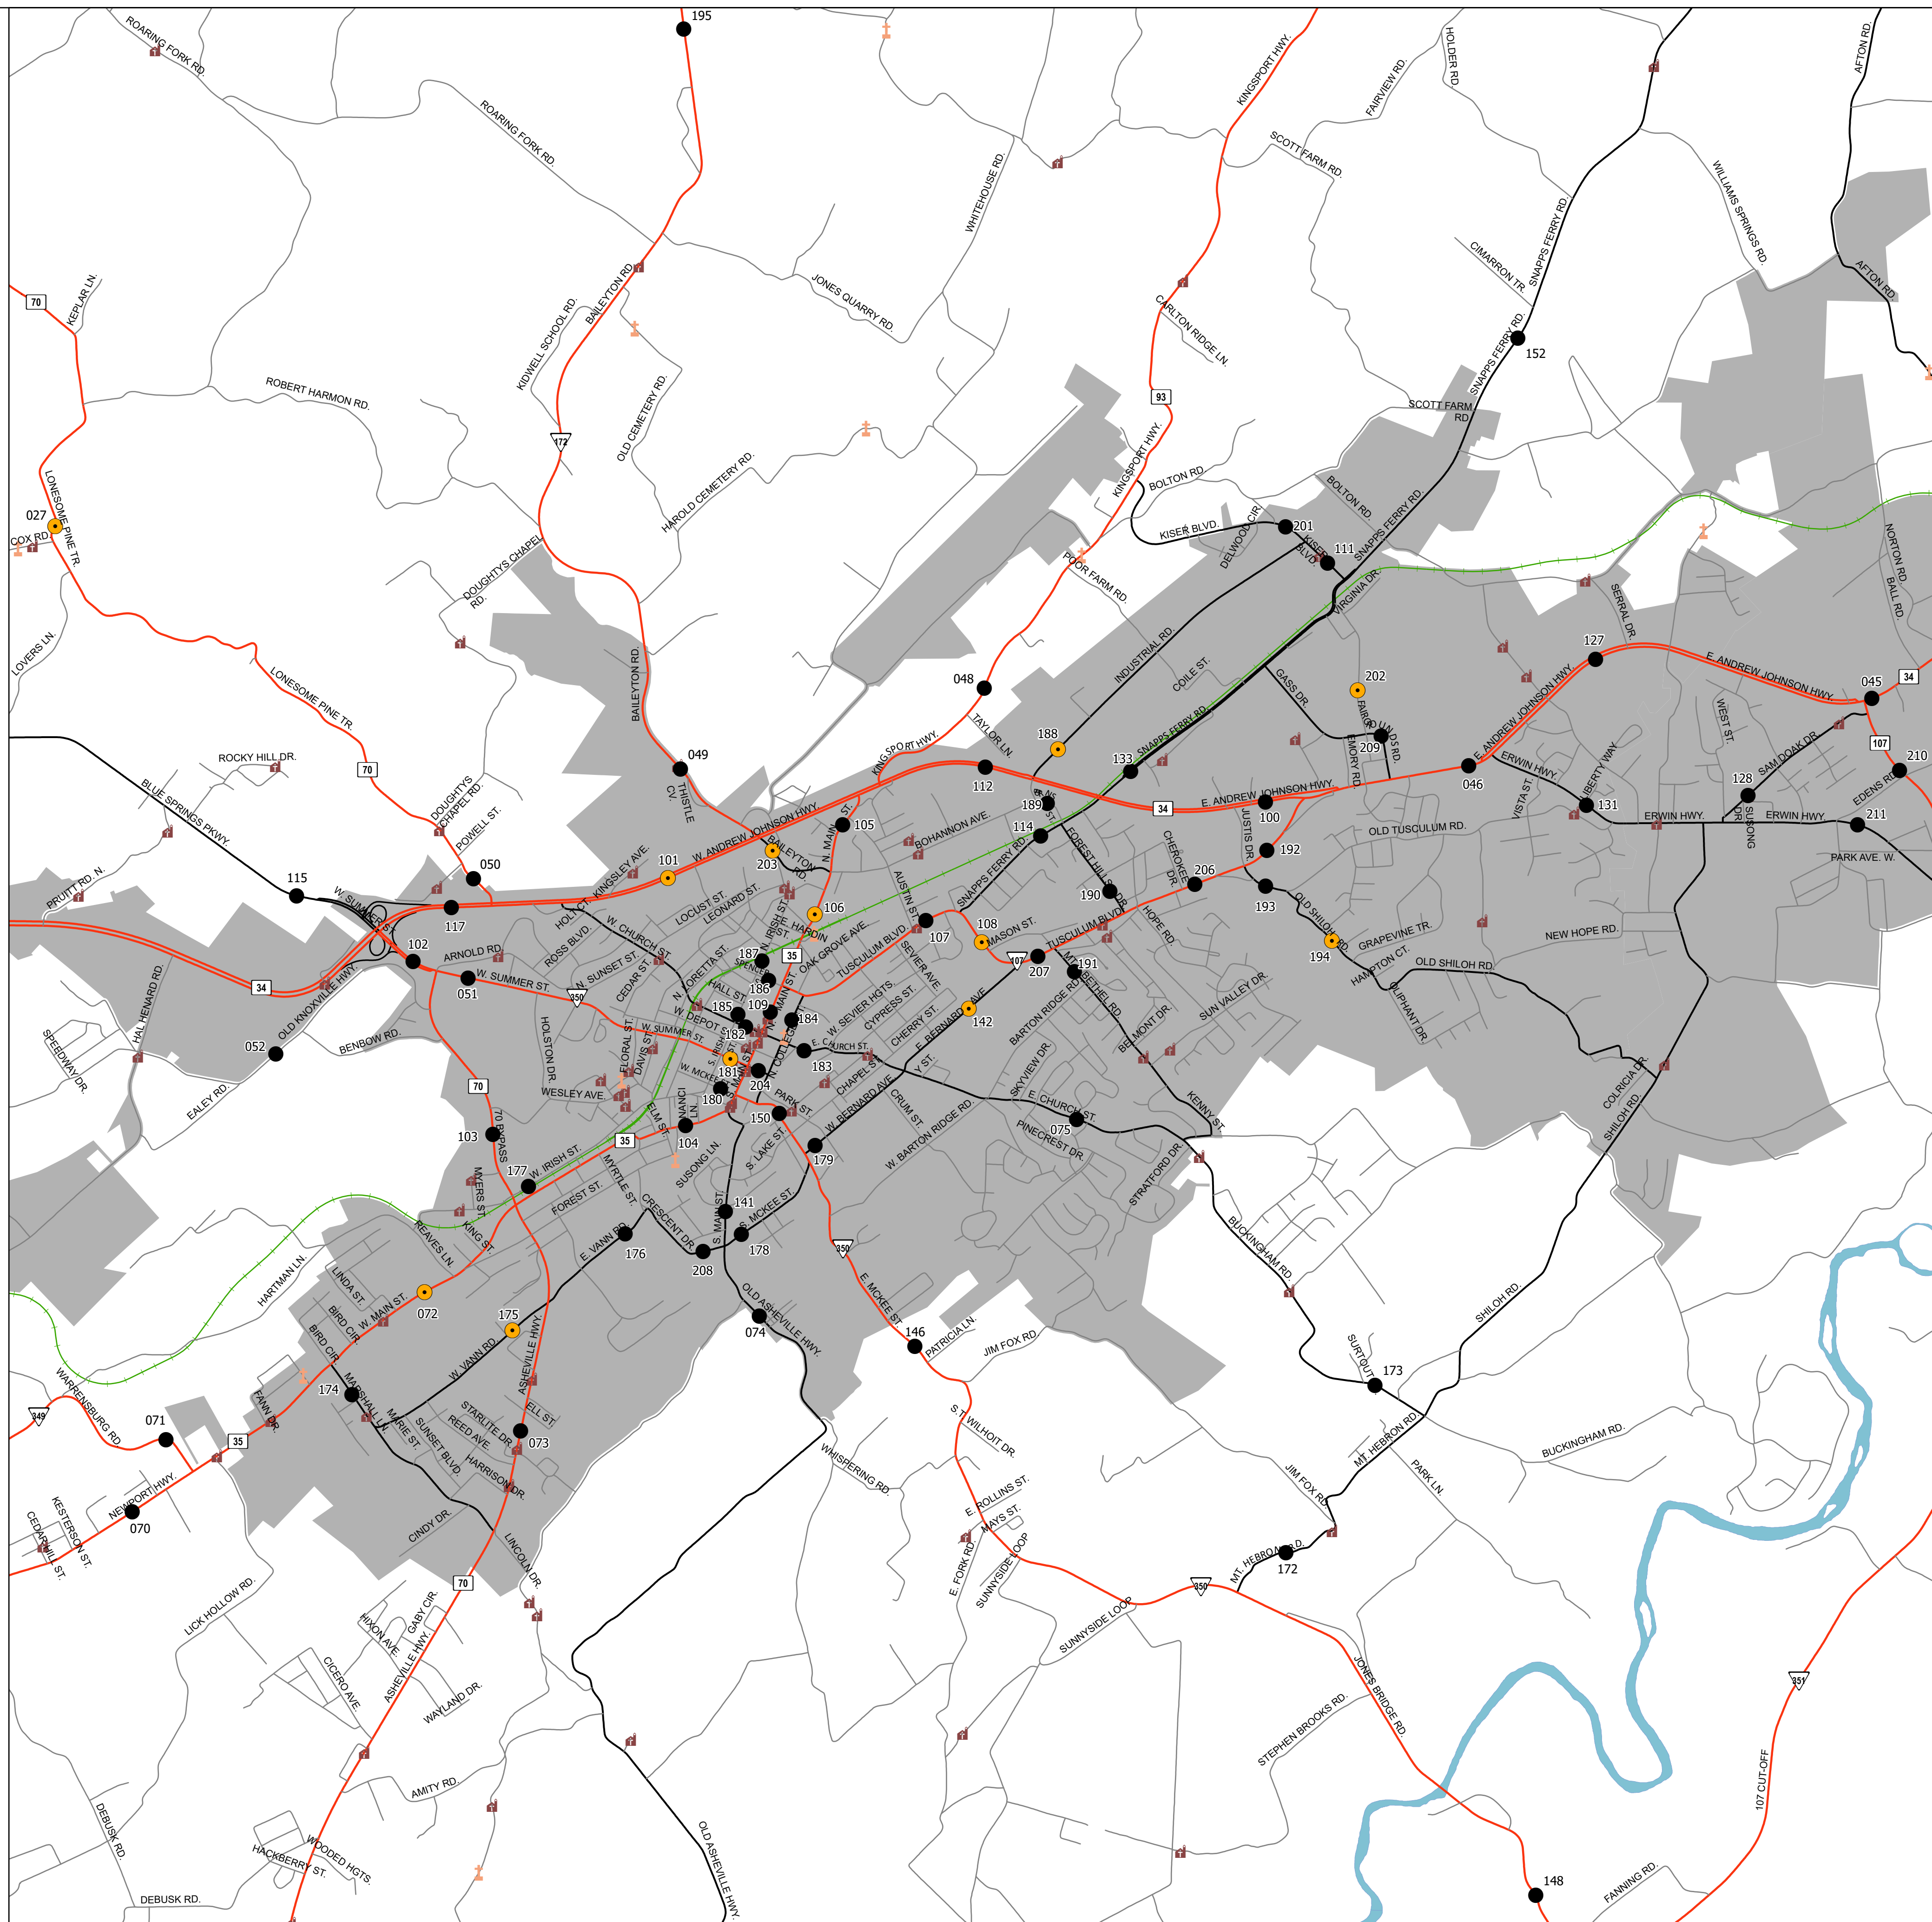 195
ROARING FORK RD.
KINGSPORT HWY.
HOLDER RD.
AFTON RD.
FAIRVIEW RD.
ROARING FORK RD.
SCOTT FARM RD.
WHITEHOUSE RD.
WILLIAMS SPRINGS RD.
SNAPPS FERRY RD.
CIMARRON TR.
AFTON RD.
70
KEPLAR LN.
BAILEYTON RD.
KIDWELL SCHOOL RD.
JONES QUARRY RD.
CARLTON RIDGE LN.
SNAPPS FERRY RD.
152
ROBERT HARMON RD.
OLD CEMETERY RD.
93
SCOTT FARM
RD.
172
KINGSPORT HWY.
HAROLD CEMETERY RD.
BOLTON RD.
BOLTON RD.
SNAPPS FERRY RD.
LONESOME PINE TR.
027
COX RD.
KISER BLVD.
DELWOOD CIR.
201
KISER
BLVD.
111
NORTON RD.
BALL RD.
DOUGHTYS CHAPEL
RD.
POOR FARM RD.
VIRGINIA DR.
SERRAL DR.
LOVERS LN.
LONESOME PINE TR.
BAILEYTON RD.
INDUSTRIAL RD.
COILE ST.
127
E. ANDREW JOHNSON HWY.
34
048
GASS DR.
202
045
TAYLOR LN.
SNAPPS FERRY RD.
E. ANDREW JOHNSON HWY.
WEST ST.
SAM DOAK DR.
107
KINGSPORT HWY.
188
133
FAIRGROUNDS RD.
EMORY RD.
209
LIBERTY WAY
210
ROCKY HILL DR.
70
049
112
046
ERWIN HWY.
EDENS RD.
BLUE SPRINGS PKWY.
DOUGHTYS
CHAPEL RD.
POWELL ST.
THISTLE
CV.
189
34
E. ANDREW JOHNSON HWY.
100
VISTA ST.
131
128
ERWIN HWY.
SUSONG
DR.
ERWIN HWY.
211
W. ANDREW JOHNSON HWY.
N. MAIN ST.
105
BOHANNON AVE.
114
FOREST HILLS DR.
CHEROKEE
DR.
JUSTIS DR.
OLD TUSCULUM RD.
PARK AVE. W.
050
KINGSLEY AVE.
101
BAILEYTON
RD.
203
SNAPPS FERRY RD.
192
PRUITT RD. N.
115
W. SUMMER ST.
117
HOLY CT.
LOCUST ST.
LEONARD ST.
AUSTIN ST.
190
206
193
106
OLD SHILOH RD.
ARNOLD RD.
102
ROSS BLVD.
W. CHURCH ST.
N. IRISH ST.
E. HARDIN
ST.
107
108
MASON ST.
TUSCULUM BLVD.
HOPE RD.
194
GRAPEVINE TR.
NEW HOPE RD.
HAL HENARD RD.
34
OLD KNOXVILLE HWY.
051
W. SUMMER ST.
350
N. SUNSET ST.
CEDAR ST.
N. LORETTA ST.
187
SPENCER
35
OAK GROVE AVE.
TUSCULUM BLVD.
SEVIER AVE.
107
207
191
MT. BETHEL RD.
HAMPTON CT.
OLD SHILOH RD.
186
HALL ST.
185
109
N. MAIN ST.
184
W. SEVIER HGTS.
CYPRESS ST.
CHERRY ST.
E. BERNARD AVE.
142
BARTON RIDGE RD.
SUN VALLEY DR.
OLIPHANT DR.
SPEEDWAY DR.
052
BENBOW RD.
HOLSTON DR.
FLORAL ST.
DAVIS ST.
W. DEPOT ST.
W. SUMMER ST.
182
S. IRISH ST.
N. COLLEGE ST.
183
E. CHURCH ST.
BELMONT DR.
EALEY RD.
70
WESLEY AVE.
W. MCKEE ST.
181
S. MAIN ST.
204
CHAPEL ST.
Y ST.
SKYVIEW DR.
COLRICIA DR.
180
PARK ST.
150
W. BERNARD AVE.
CRUM ST.
W. BARTON RIDGE RD.
E. CHURCH ST.
075
KENNY ST.
SHILOH RD.
70 BYPASS
103
ELM ST.
NANCI
LN.
104
35
SUSONG LN.
S. LAKE ST.
179
PINECREST DR.
STRATFORD DR.
177
W. IRISH ST.
MYERS ST.
FOREST ST.
MYRTLE ST.
CRESCENT DR.
S. MAIN ST.
141
S. MCKEE ST.
178
REAVES LN.
KING ST.
E. VANN RD.
176
208
350
BUCKINGHAM RD.
HARTMAN LN.
LINDA ST.
BIRD CIR.
W. MAIN ST.
072
175
OLD ASHEVILLE HWY.
074
E. MCKEE ST.
SHILOH RD.
BIRD CIR.
W. VANN RD.
ASHEVILLE HWY.
146
PATRICIA LN.
JIM FOX RD.
SURTOUT
173
WARRENSBURG RD.
349
071
FANN DR.
174
MARSHALL LN.
MARIE ST.
SUNSET BLVD.
STARLITE DR.
REED AVE.
ELL ST.
073
S.T. WILHOIT DR.
MT. HEBRON RD.
BUCKINGHAM RD.
35
WHISPERING RD.
HARRISON DR.
JIM FOX RD.
PARK LN.
NEWPORT HWY.
070
KESTERSON ST.
CEDAR HILL ST.
CINDY DR.
LINCOLN DR.
E. ROLLINS ST.
MAYS ST.
SUNNYSIDE LOOP
E. FORK RD.
MT. HEBRON RD.
172
70
350
LICK HOLLOW RD.
GABY CIR.
HIXON AVE.
SUNNYSIDE LOOP
CICERO AVE.
ASHEVILLE HWY.
WAYLAND DR.
JONES BRIDGE RD.
351
STEPHEN BROOKS RD.
AMITY RD.
107 CUT-OFF
DEBUSK RD.
OLD ASHEVILLE HWY.
WOODED HGTS.
HACKBERRY ST.
DEBUSK RD.
148
FANNING RD.